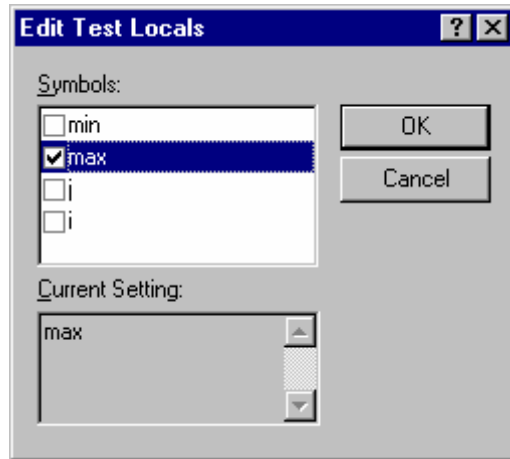 Edit Test Locals
Symbols:
min
max
j
i
OK
Cancel
Current Setting:
max